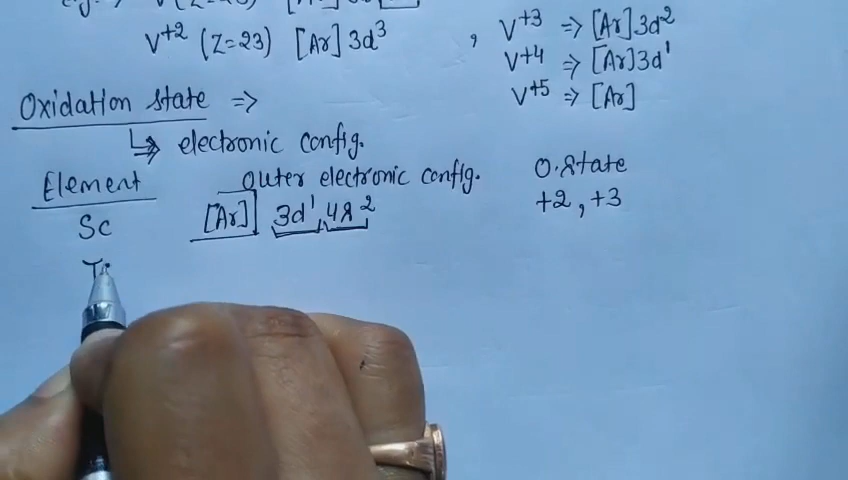 V+2 (Z=23) [Ar] 3d3 , V+3 => [Ar] 3d2
V+4 => [Ar] 3d1
V+5 => [Ar]
Oxidation state =>
electronic config.
Element outer electronic config. O.State
Sc [Ar] 3d1, 4s2 +2, +3
Ti